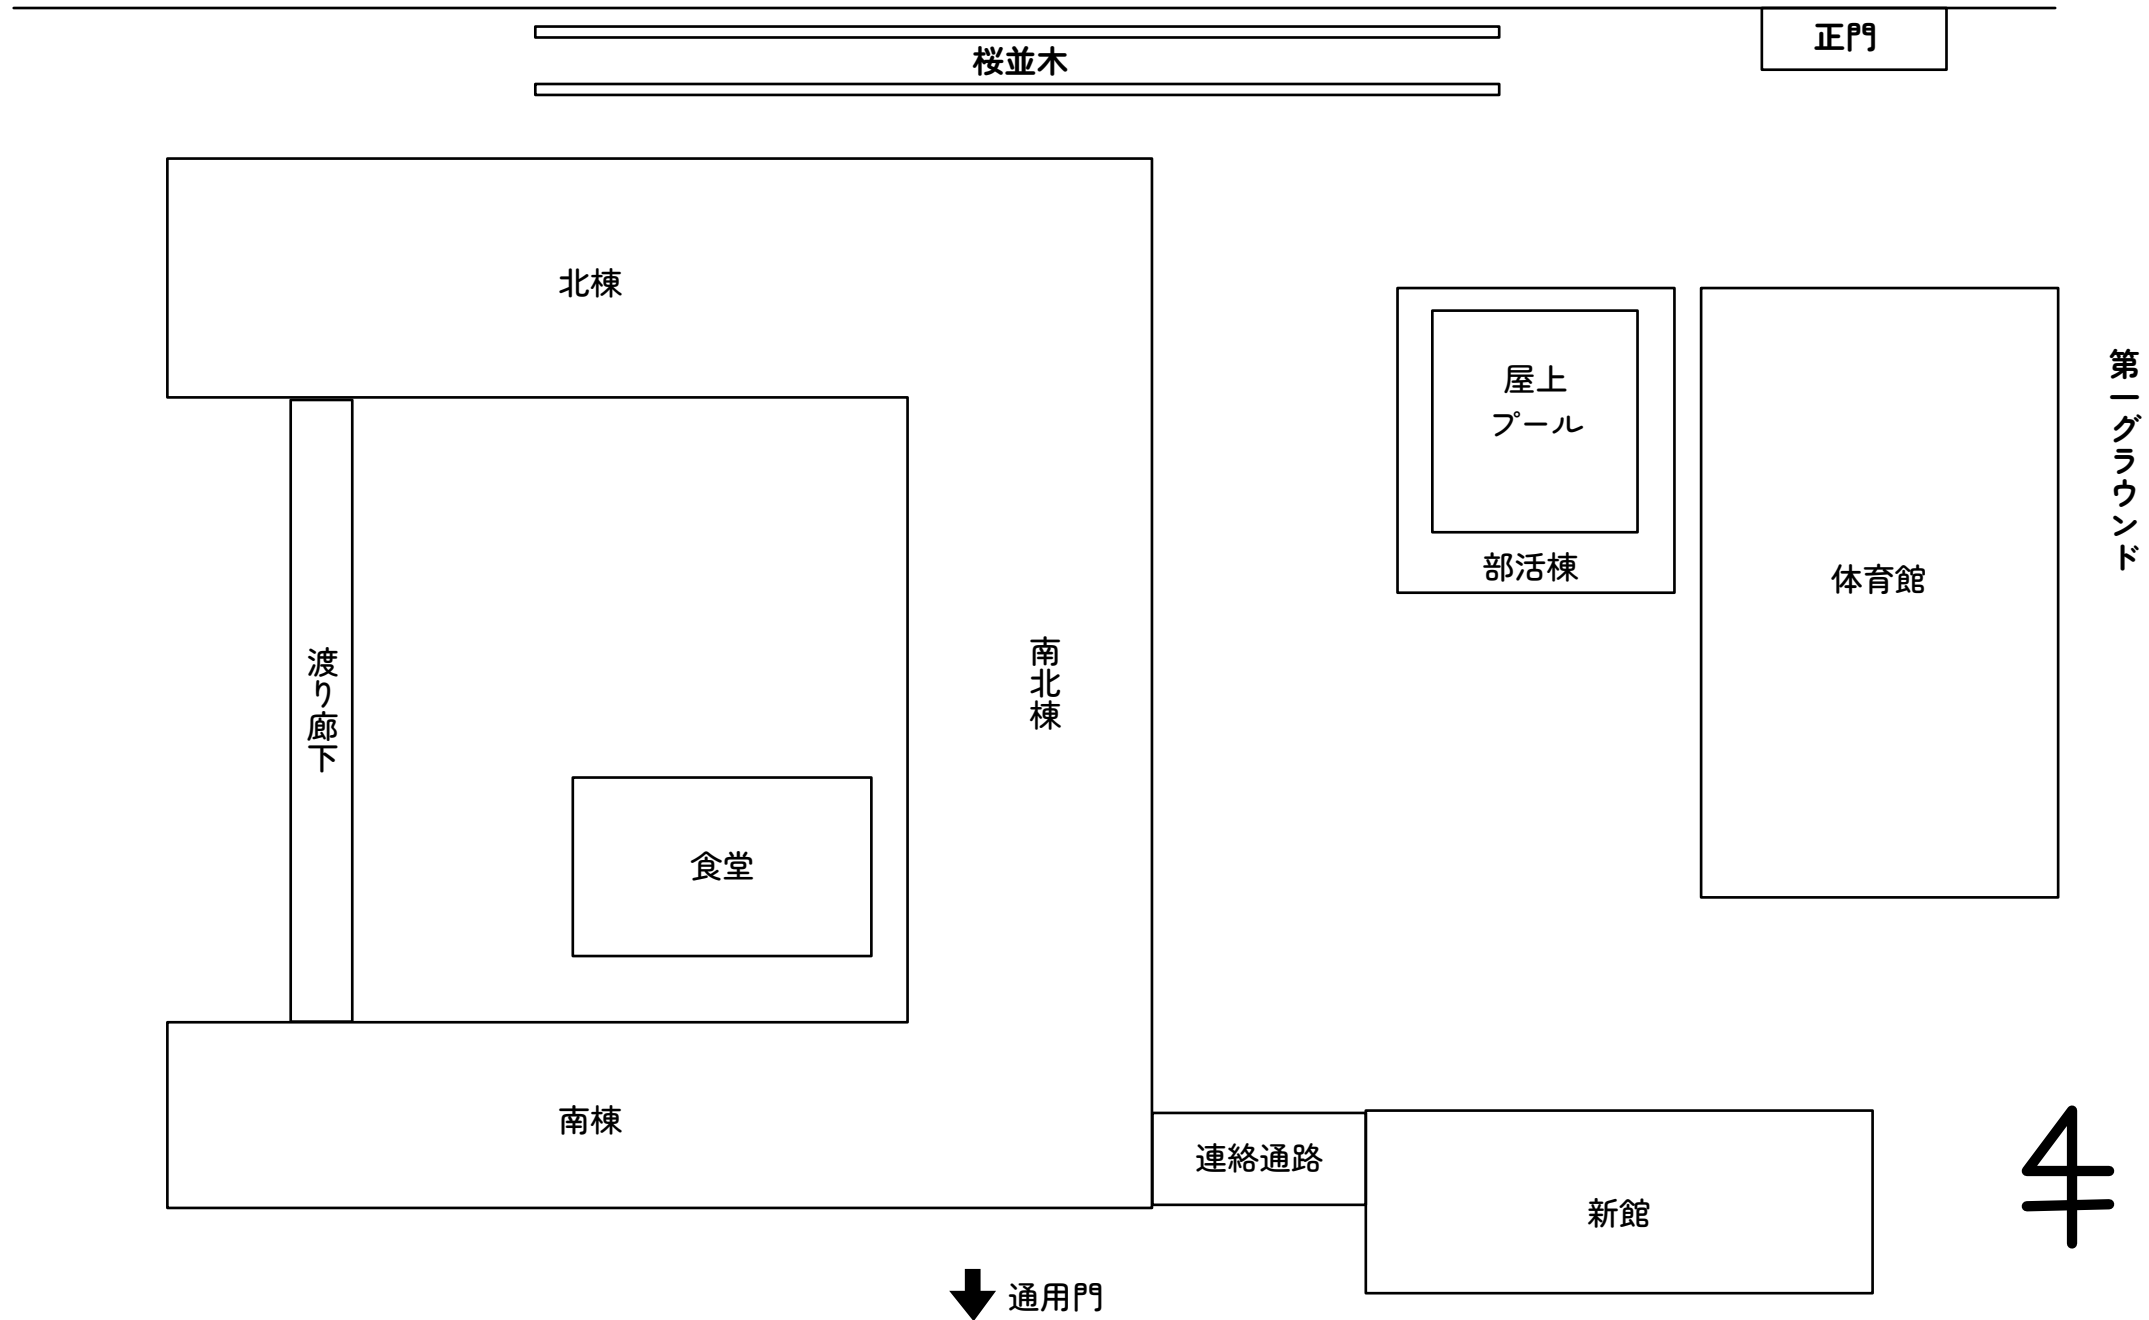 正門
桜並木
北棟
屋上
プール
部活棟
第一グラウンド
体育館
渡り廊下
南北棟
食堂
南棟
連絡通路
新館
通用門